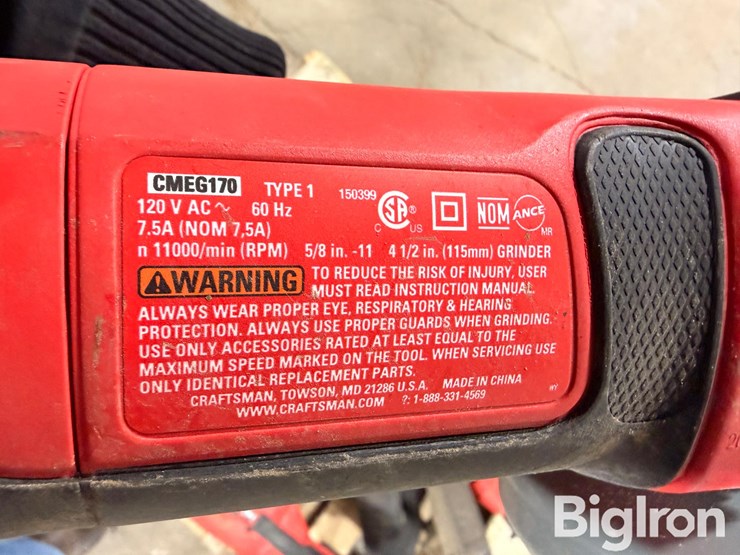 CMEG170 TYPE 1 150399
120 V AC ~ 60 Hz
7.5A (NOM 7,5A)
n 11000/min (RPM) 5/8 in. -11 4 1/2 in. (115mm) GRINDER
C SA US
NOM ANCE MR
WARNING TO REDUCE THE RISK OF INJURY, USER
MUST READ INSTRUCTION MANUAL.
ALWAYS WEAR PROPER EYE, RESPIRATORY & HEARING
PROTECTION. ALWAYS USE PROPER GUARDS WHEN GRINDING.
USE ONLY ACCESSORIES RATED AT LEAST EQUAL TO THE
MAXIMUM SPEED MARKED ON THE TOOL. WHEN SERVICING USE
ONLY IDENTICAL REPLACEMENT PARTS.
CRAFTSMAN, TOWSON, MD 21286 U.S.A. MADE IN CHINA WY
WWW.CRAFTSMAN.COM ?: 1-888-331-4569
BigIron